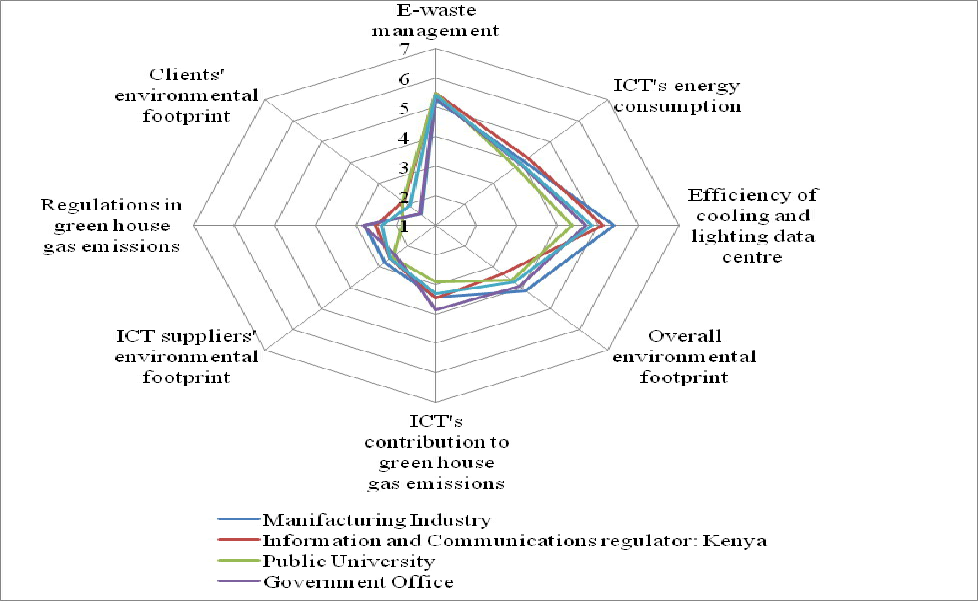 E-waste
management
7
6
5
4
3
2
1
ICT's energy
consumption
Efficiency of
cooling and
lighting data
centre
Overall
environmental
footprint
ICT's
contribution to
green house
gas emissions
ICT suppliers'
environmental
footprint
Regulations in
green house
gas emissions
Clients'
environmental
footprint
Manifacturing Industry
Information and Communications regulator: Kenya
Public University
Government Office